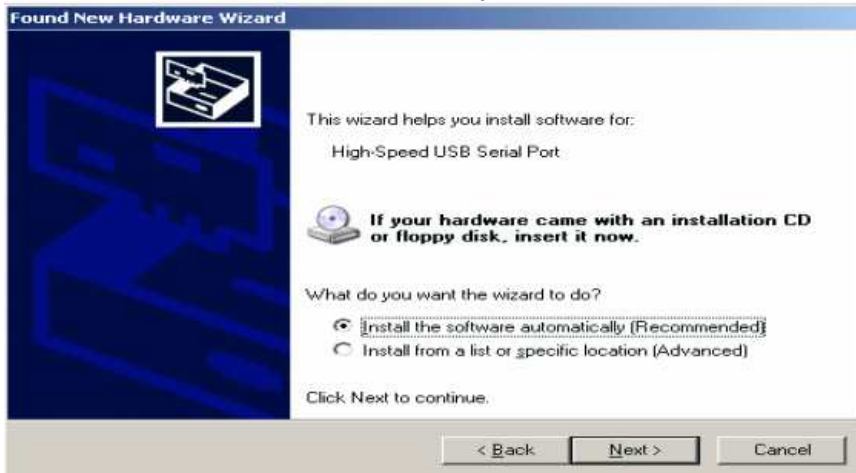 Found New Hardware Wizard
This wizard helps you install software for:
High-Speed USB Serial Port
If your hardware came with an installation CD
or floppy disk, insert it now.
What do you want the wizard to do?
Install the software automatically (Recommended)
Install from a list or specific location (Advanced)
Click Next to continue.
< Back
Next >
Cancel